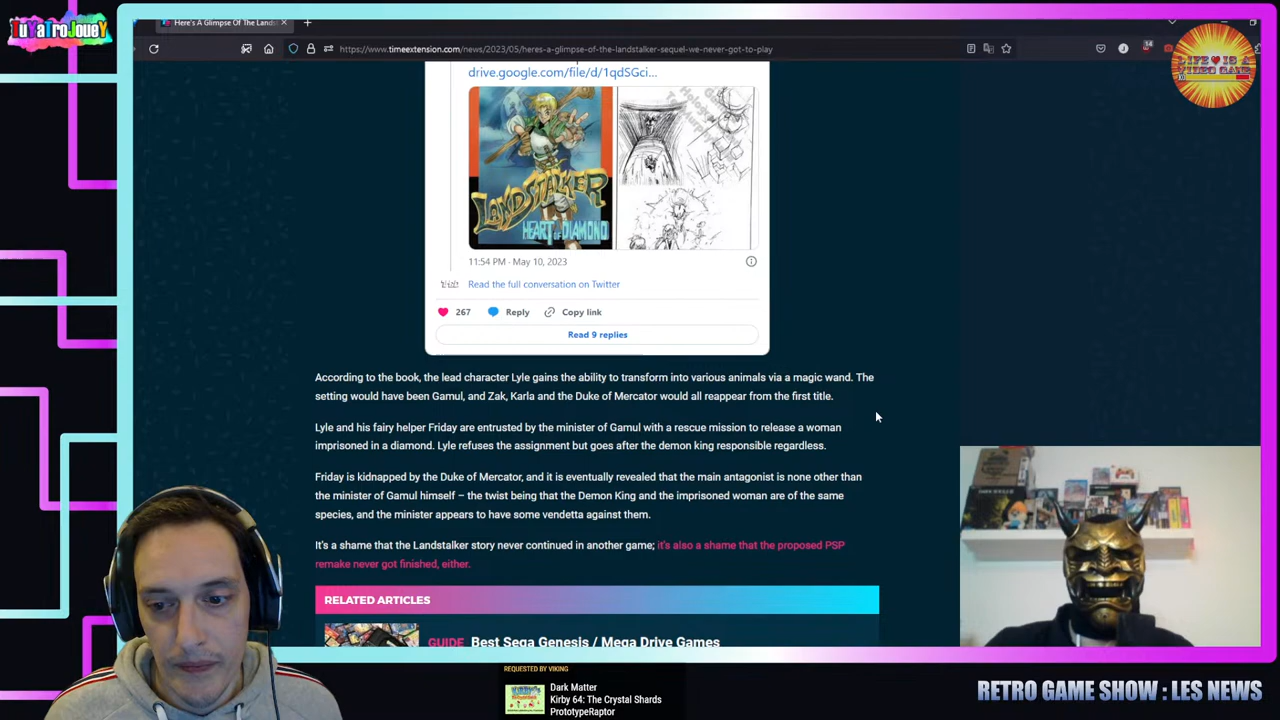 TuYaTroJoueY
Here's A Glimpse Of The Lands
https://www.timeextension.com/news/2023/05/heres-a-glimpse-of-the-landstalker-sequel-we-never-got-to-play
LIFE IS A VIDEO GAME
drive.google.com/file/d/1qdSGci...
LANDSTALKER
HEART OF DIAMOND
11:54 PM · May 10, 2023
Read the full conversation on Twitter
267 Reply Copy link
Read 9 replies
According to the book, the lead character Lyle gains the ability to transform into various animals via a magic wand. The
setting would have been Gamul, and Zak, Karla and the Duke of Mercator would all reappear from the first title.
Lyle and his fairy helper Friday are entrusted by the minister of Gamul with a rescue mission to release a woman
imprisoned in a diamond. Lyle refuses the assignment but goes after the demon king responsible regardless.
Friday is kidnapped by the Duke of Mercator, and it is eventually revealed that the main antagonist is none other than
the minister of Gamul himself – the twist being that the Demon King and the imprisoned woman are of the same
species, and the minister appears to have some vendetta against them.
It's a shame that the Landstalker story never continued in another game; it's also a shame that the proposed PSP
remake never got finished, either.
RELATED ARTICLES
GUIDE Best Sega Genesis / Mega Drive Games
REQUESTED BY VIKING
Dark Matter
Kirby 64: The Crystal Shards
PrototypeRaptor
RETRO GAME SHOW : LES NEWS